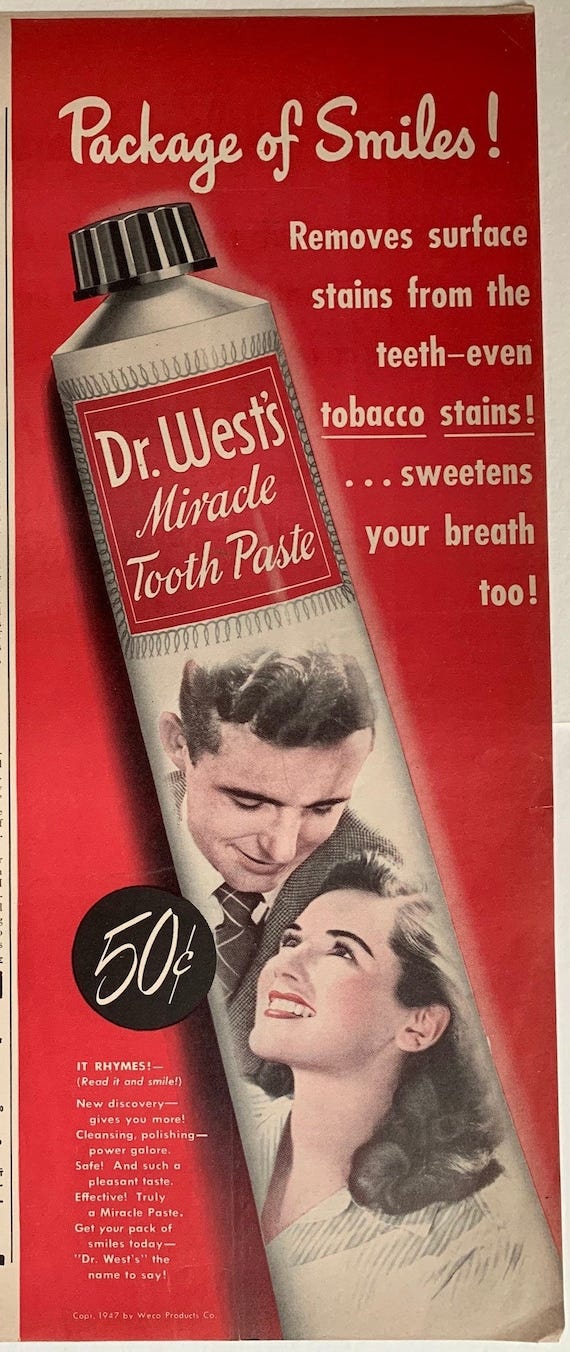 Package of Smiles!
Removes surface
stains from the
teeth—even
tobacco stains!
...sweetens
your breath
too!
Dr. West's
Miracle
Tooth Paste
50¢
IT RHYMES!—
(Read it and smile!)
New discovery—
gives you more!
Cleansing, polishing—
power galore.
Safe! And such a
pleasant taste.
Effective! Truly
a Miracle Paste.
Get your pack of
smiles today—
"Dr. West's" the
name to say!
Copr. 1947 by Weco Products Co.